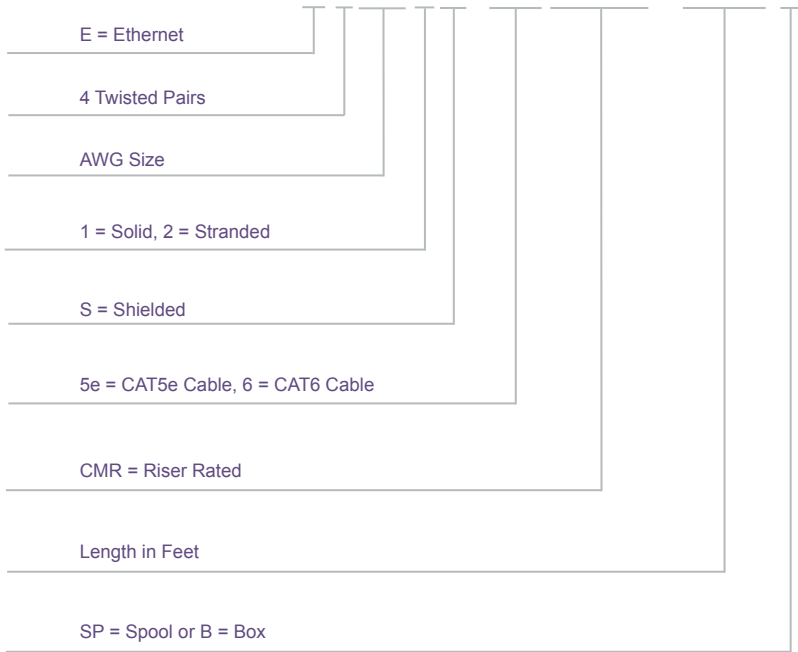 E = Ethernet
4 Twisted Pairs
AWG Size
1 = Solid, 2 = Stranded
S = Shielded
5e = CAT5e Cable, 6 = CAT6 Cable
CMR = Riser Rated
Length in Feet
SP = Spool or B = Box